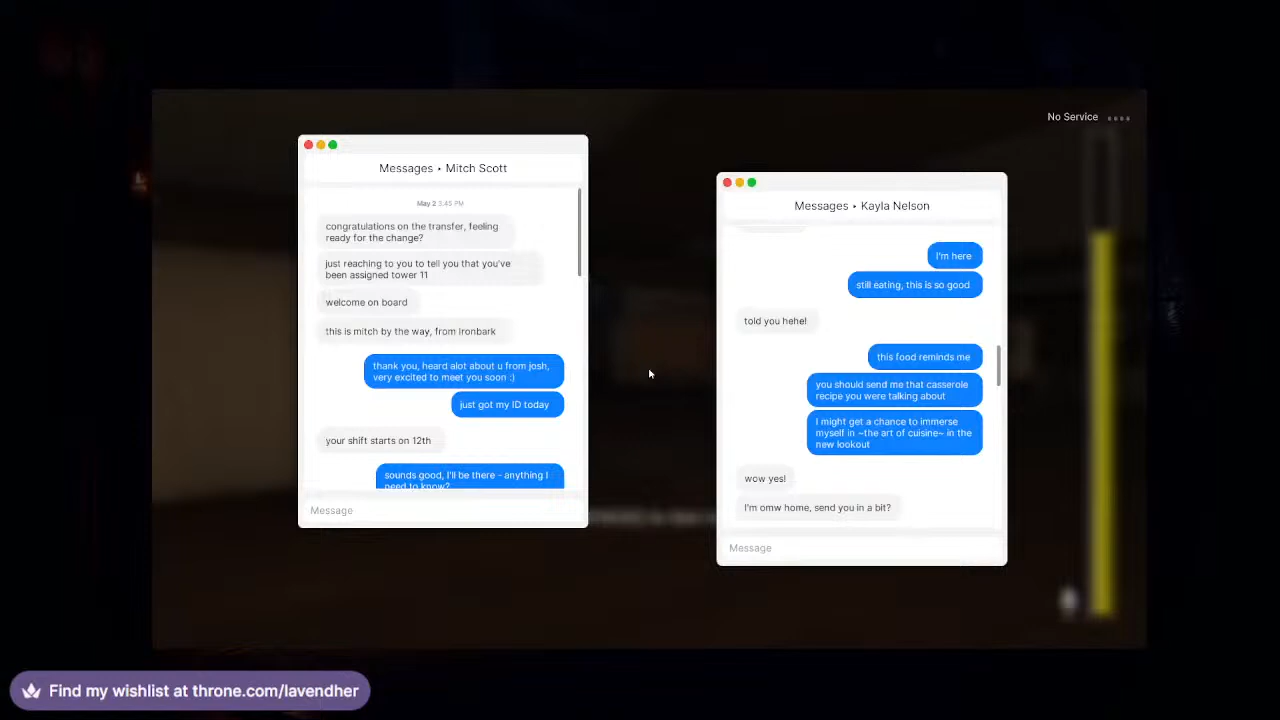 No Service
Messages • Mitch Scott
May 2 3:45 PM
congratulations on the transfer, feeling
ready for the change?
just reaching to you to tell you that you've
been assigned tower 11
welcome on board
this is mitch by the way, from Ironbark
thank you, heard alot about u from josh,
very excited to meet you soon :)
just got my ID today
your shift starts on 12th
sounds good, I'll be there - anything I
need to know?
Message
Messages • Kayla Nelson
I'm here
still eating, this is so good
told you hehe!
this food reminds me
you should send me that casserole
recipe you were talking about
I might get a chance to immerse
myself in ~the art of cuisine~ in the
new lookout
wow yes!
I'm omw home, send you in a bit?
Message
Find my wishlist at throne.com/lavendher